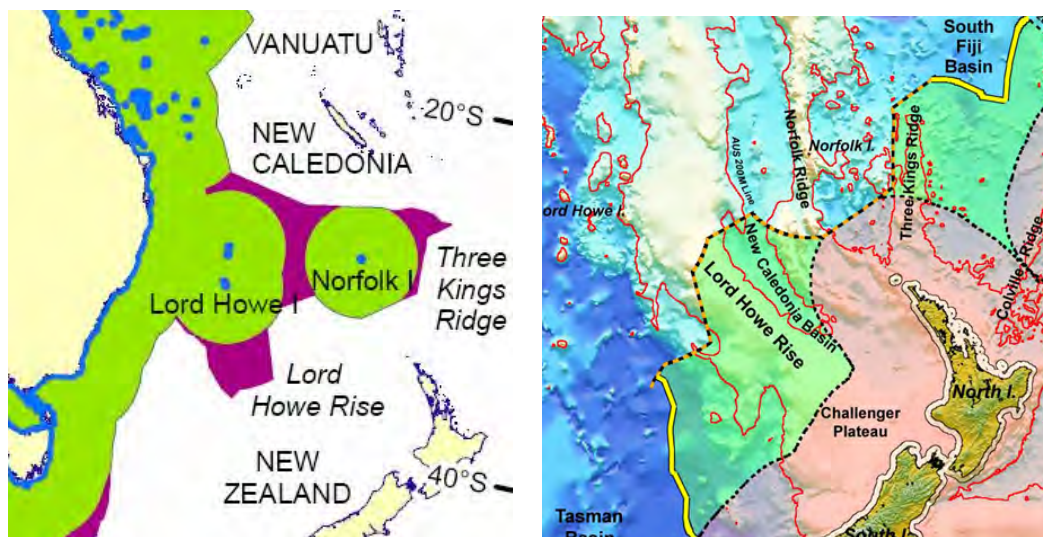 VANUATU
20°S
NEW
CALEDONIA
Lord Howe I
Norfolk I
Three
Kings
Ridge
Lord
Howe Rise
NEW
ZEALAND
40°S
South
Fiji
Basin
Norfolk Ridge
Norfolk I.
AUS 200M Line
Three Kings Ridge
ord Howe I.
New Caledonia Basin
Colville Ridge
Lord Howe Rise
Challenger
Plateau
North I.
Tasman
Basin
South I.